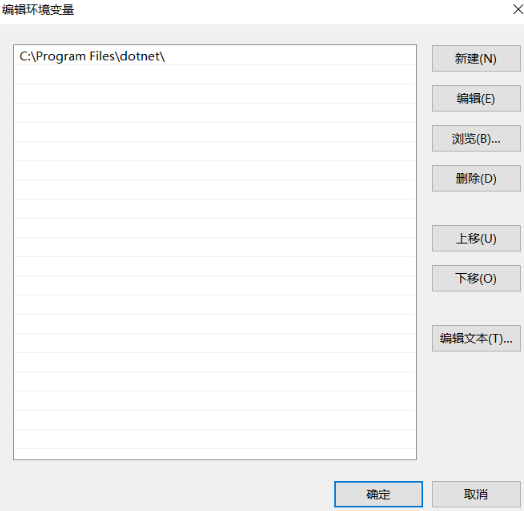 编辑环境变量
C:\Program Files\dotnet\
新建(N)
编辑(E)
浏览(B)...
删除(D)
上移(U)
下移(O)
编辑文本(T)...
确定
取消